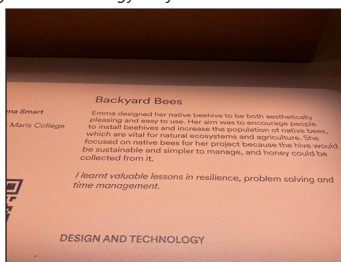 Backyard Bees
ma Smart
Emma designed her native beehive to be both aesthetically
Maris College
pleasing and easy to use. Her aim was to encourage people
to install beehives and increase the population of native bees,
which are vital for natural ecosystems and agriculture. She
focused on native bees for her project because the hive would
be sustainable and simpler to manage, and honey could be
collected from it.
I learnt valuable lessons in resilience, problem solving and
time management.
DESIGN AND TECHNOLOGY